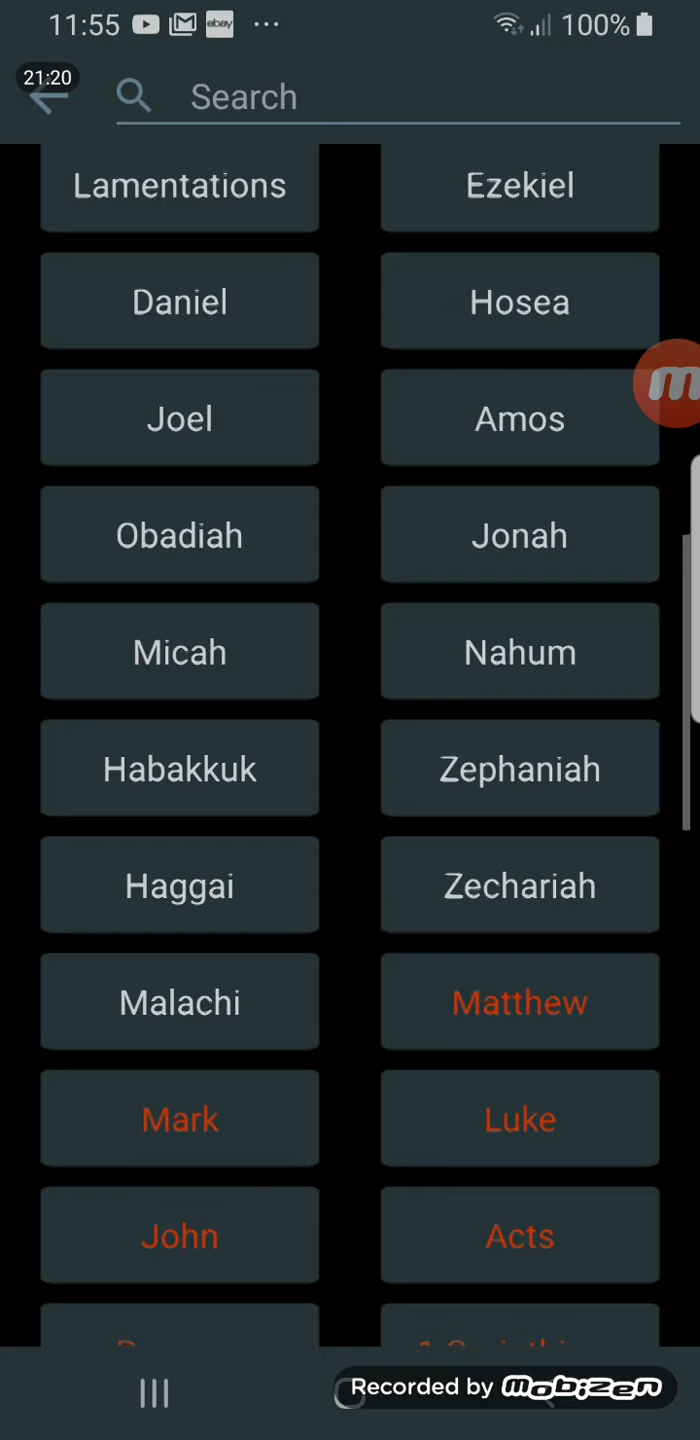 11:55 ebay ... 100%
21:20
Search
Lamentations Ezekiel
Daniel Hosea
Joel Amos
Obadiah Jonah
Micah Nahum
Habakkuk Zephaniah
Haggai Zechariah
Malachi Matthew
Mark Luke
John Acts
Recorded by mobizen